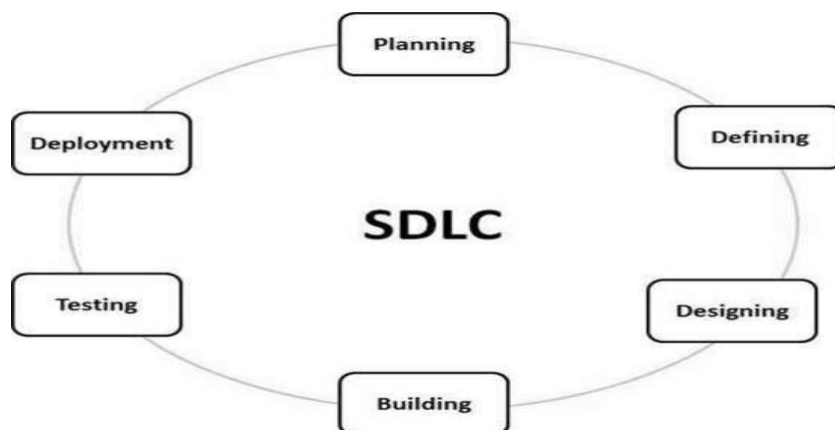 Planning
Deployment
Defining
SDLC
Testing
Designing
Building